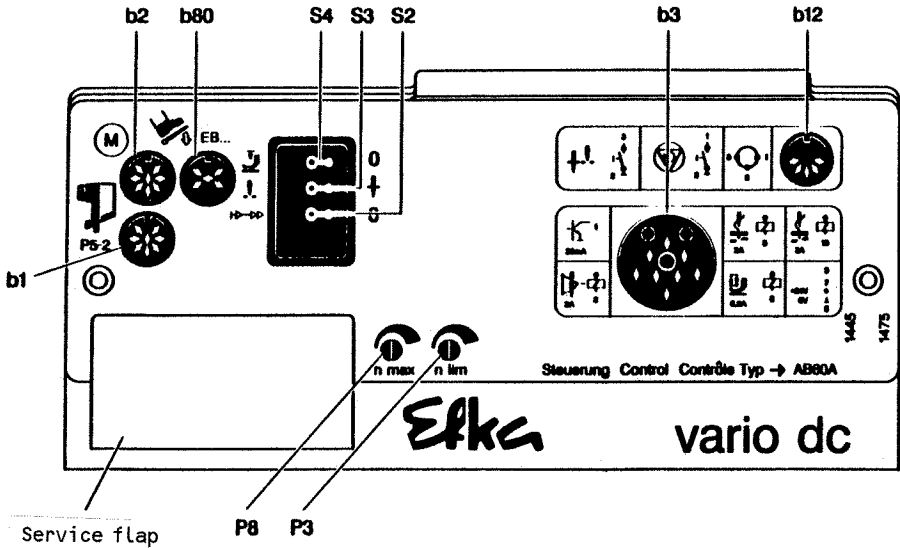 b2 b80 S4 S3 S2 b3 b12
M
EB...
0
P5-2
b1
1445
1475
n max
n lim
Steuerung Control Contrôle Typ → AB60A
Efka
vario dc
Service flap
P8 P3